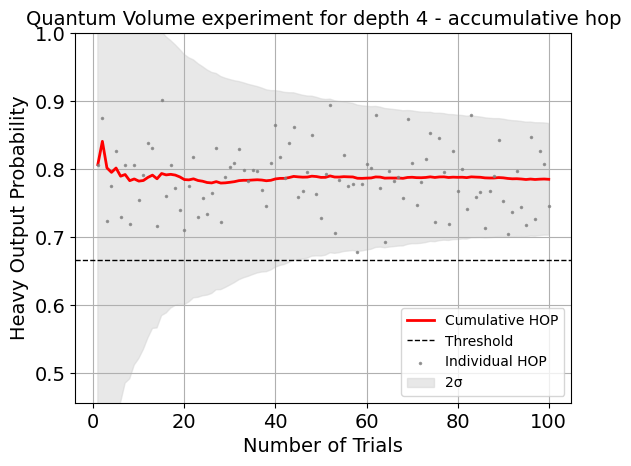 Quantum Volume experiment for depth 4 - accumulative hop
1.0
0.9
0.8
0.7
0.6
0.5
Heavy Output Probability
Cumulative HOP
Threshold
Individual HOP
2σ
0 20 40 60 80 100
Number of Trials